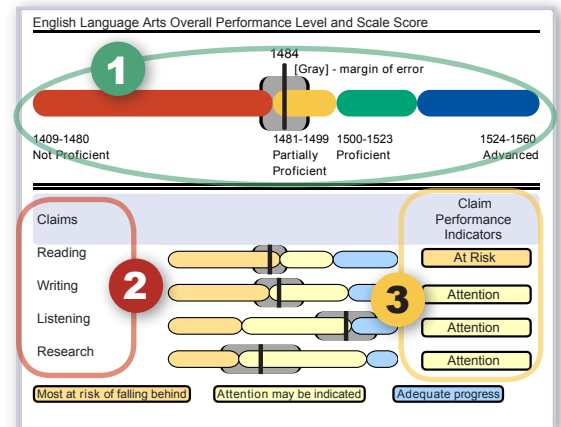 English Language Arts Overall Performance Level and Scale Score
1484
1
[Gray] - margin of error
1409-1480
Not Proficient
1481-1499
Partially
Proficient
1500-1523
Proficient
1524-1560
Advanced
Claims
Claim
Performance
Indicators
Reading
At Risk
Writing
2
3
Attention
Listening
Attention
Research
Attention
Most at risk of falling behind
Attention may be indicated
Adequate progress